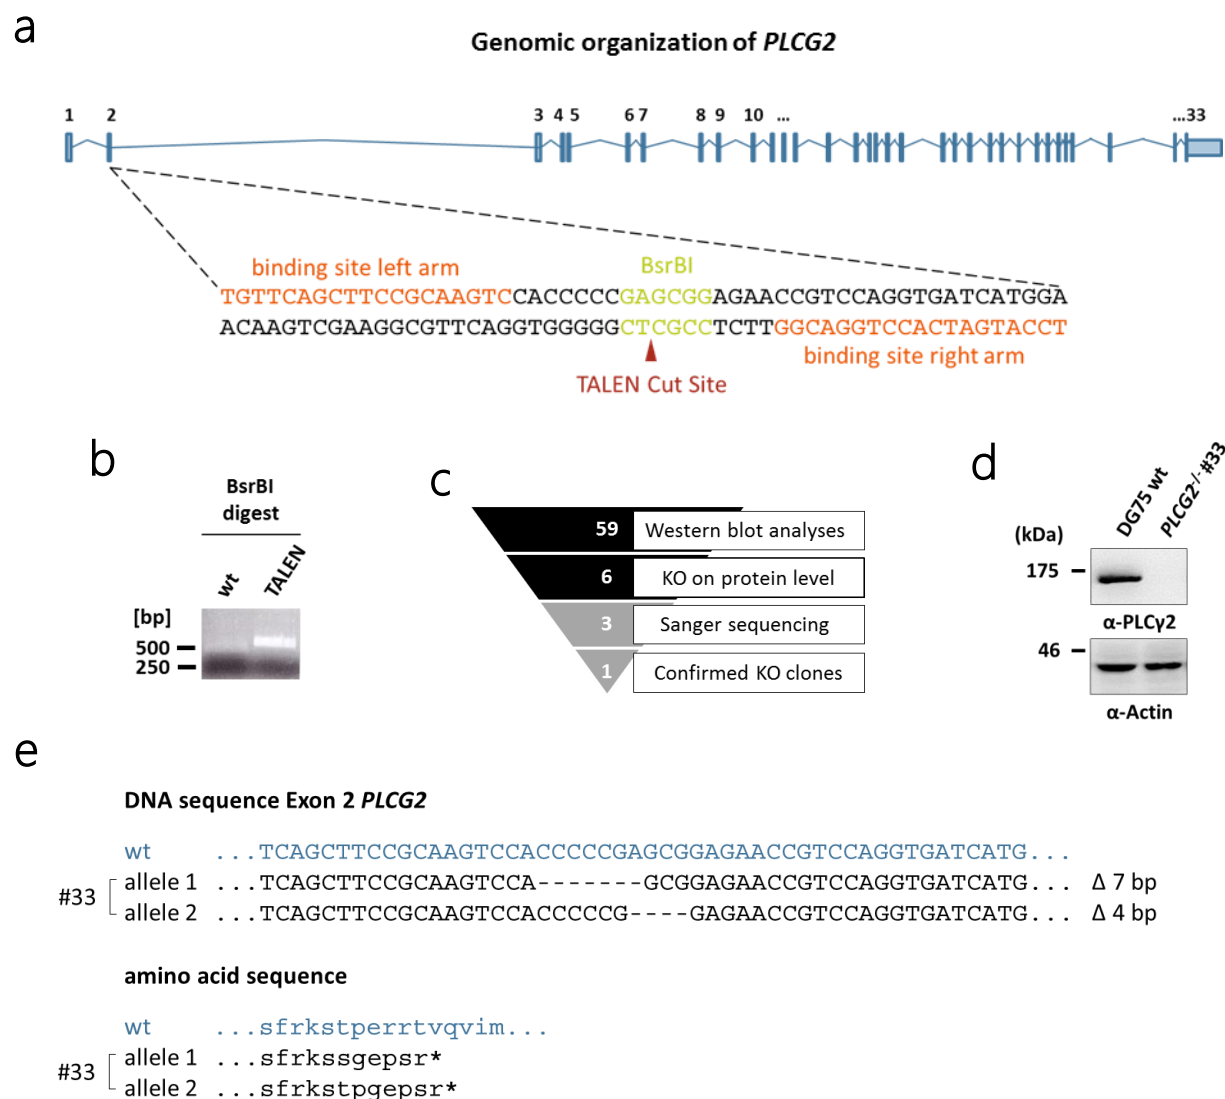 a
Genomic organization of PLCG2
1 2 3 4 5 6 7 8 9 10 ... ...33
binding site left arm BsrBI
TGTTCAGCTTCCGCAAGTCCACCCCCGAGCGGAGAACCGTCCAGGTGATCATGGA
ACAAGTCGAAGGCGTTCAGGTGGGGGCTCGCCTCTTGGCAGGTCCACTAGTACCT
binding site right arm
TALEN Cut Site
b
BsrBI
digest
wt TALEN
[bp]
500
250
c
59 Western blot analyses
6 KO on protein level
3 Sanger sequencing
1 Confirmed KO clones
d
DG75 wt PLCG2-/-#33
(kDa)
175
α-PLCγ2
46
α-Actin
e
DNA sequence Exon 2 PLCG2
wt ...TCAGCTTCCGCAAGTCCACCCCCGAGCGGAGAACCGTCCAGGTGATCATG...
#33 allele 1 ...TCAGCTTCCGCAAGTCCA-------GCGGAGAACCGTCCAGGTGATCATG... Δ 7 bp
allele 2 ...TCAGCTTCCGCAAGTCCACCCCCG----GAGAACCGTCCAGGTGATCATG... Δ 4 bp
amino acid sequence
wt ...sfrkstperrtvqvim...
#33 allele 1 ...sfrkssgepsr*
allele 2 ...sfrkstpgepsr*